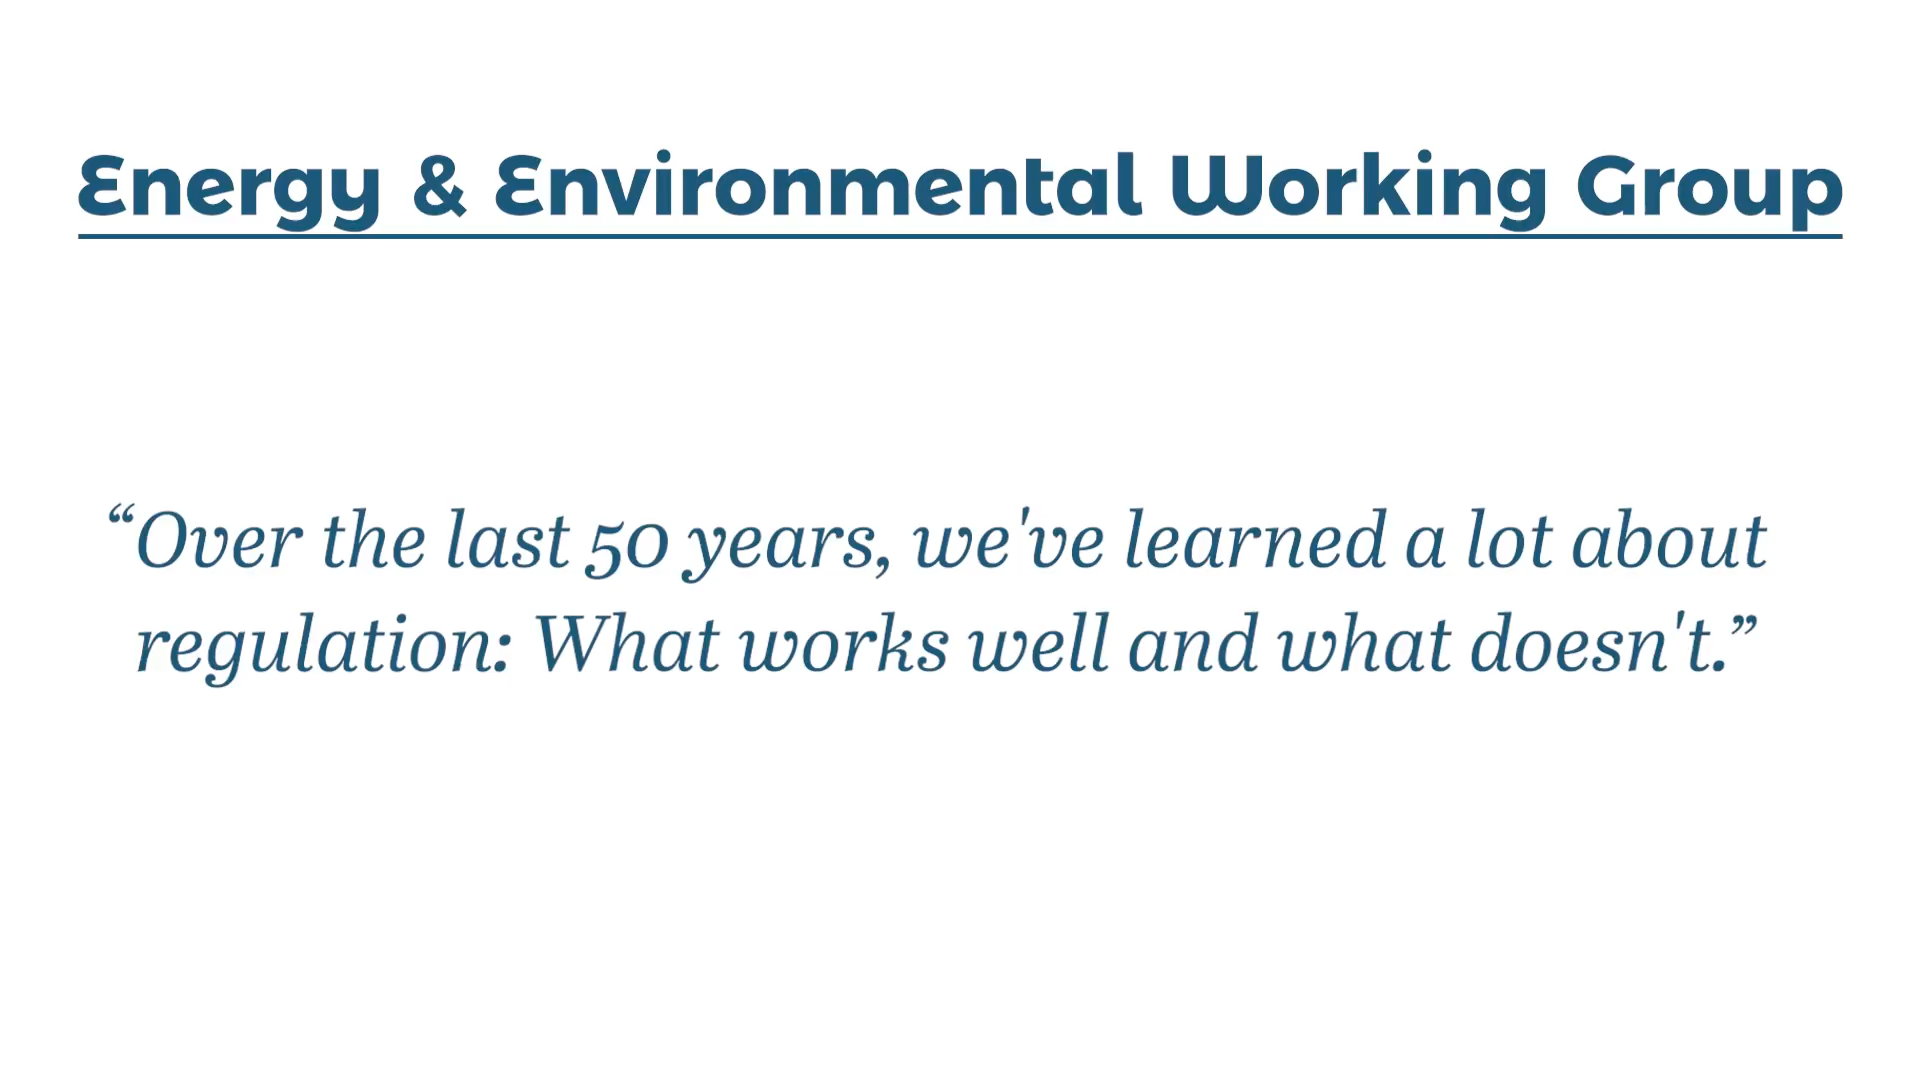 Energy & Environmental Working Group
“Over the last 50 years, we've learned a lot about
regulation: What works well and what doesn't.”